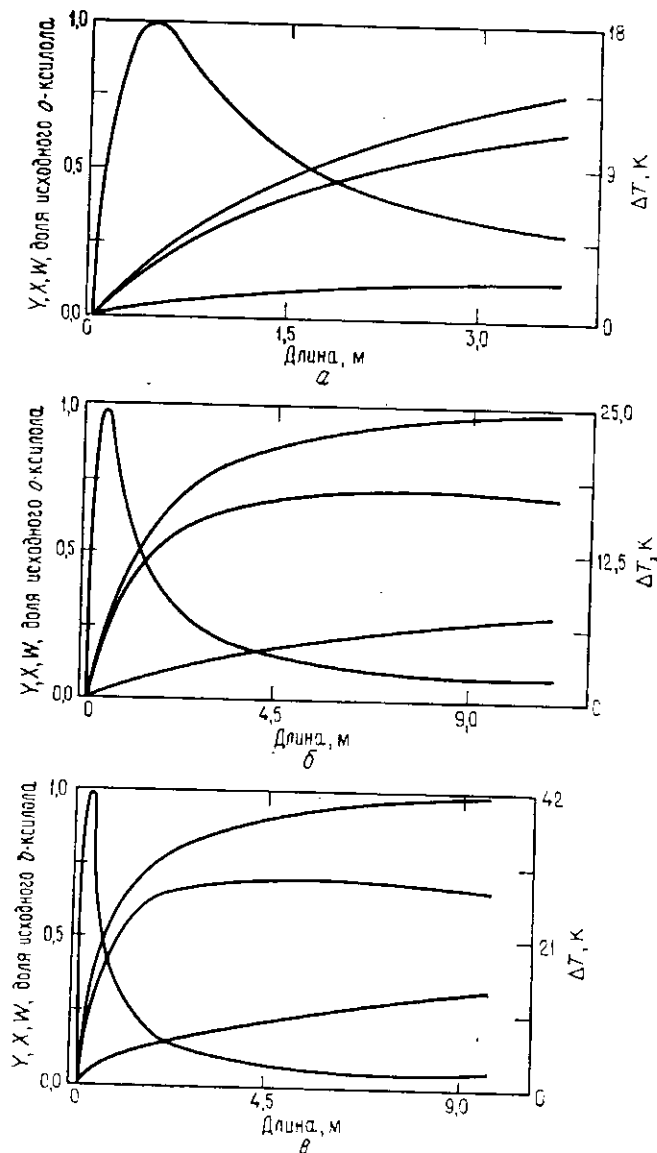 1,0
18
Y, X, W, доля исходного о-ксилола
0,5
9
ΔT, К
0,0
0
0
1,5
3,0
Длина, м
а
1,0
25,0
Y, X, W, доля исходного о-ксилола
0,5
12,5
ΔT, К
0,0
0
0
4,5
9,0
Длина, м
б
1,0
42
Y, X, W, доля исходного о-ксилола
0,5
21
ΔT, К
0,0
0
0
4,5
9,0
Длина, м
в